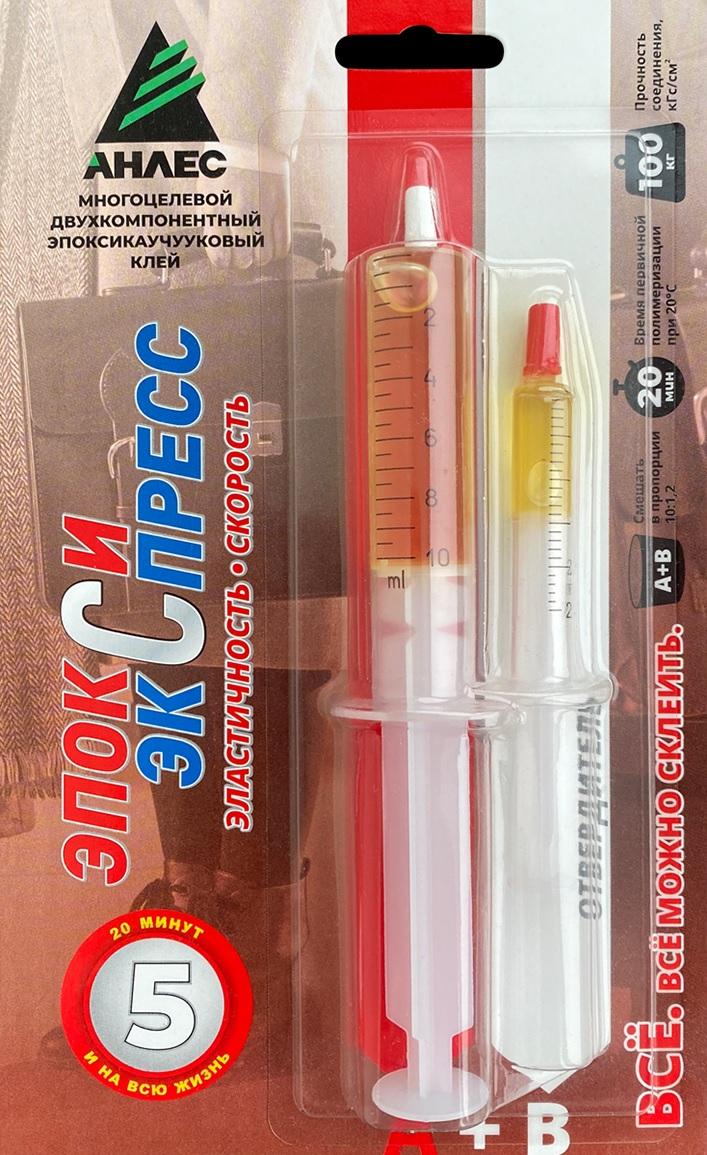 АНЛЕС
МНОГОЦЕЛЕВОЙ
ДВУХКОМПОНЕНТНЫЙ
ЭПОКСИКАУЧУУКОВЫЙ
КЛЕЙ
ЭПОКСИ
ЭКСПРЕСС
ЭЛАСТИЧНОСТЬ • СКОРОСТЬ
20 МИНУТ
5
И НА ВСЮ ЖИЗНЬ
2
4
6
8
10
ml
2
ОТВЕРДИТЕЛЬ
А + В
Прочность
соединения,
кГс/см²
100
кг
Время первичной
полимеризации
при 20°С
20
мин
Смешать
в пропорции
10:1,2
А+В
ВСЁ. ВСЁ МОЖНО СКЛЕИТЬ.